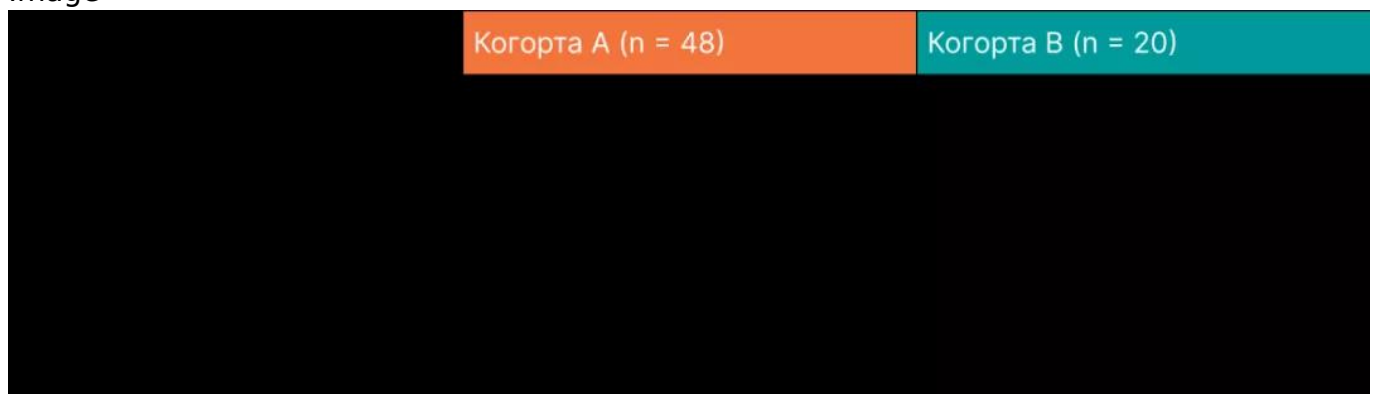 Когорта А (n = 48)
Когорта В (n = 20)